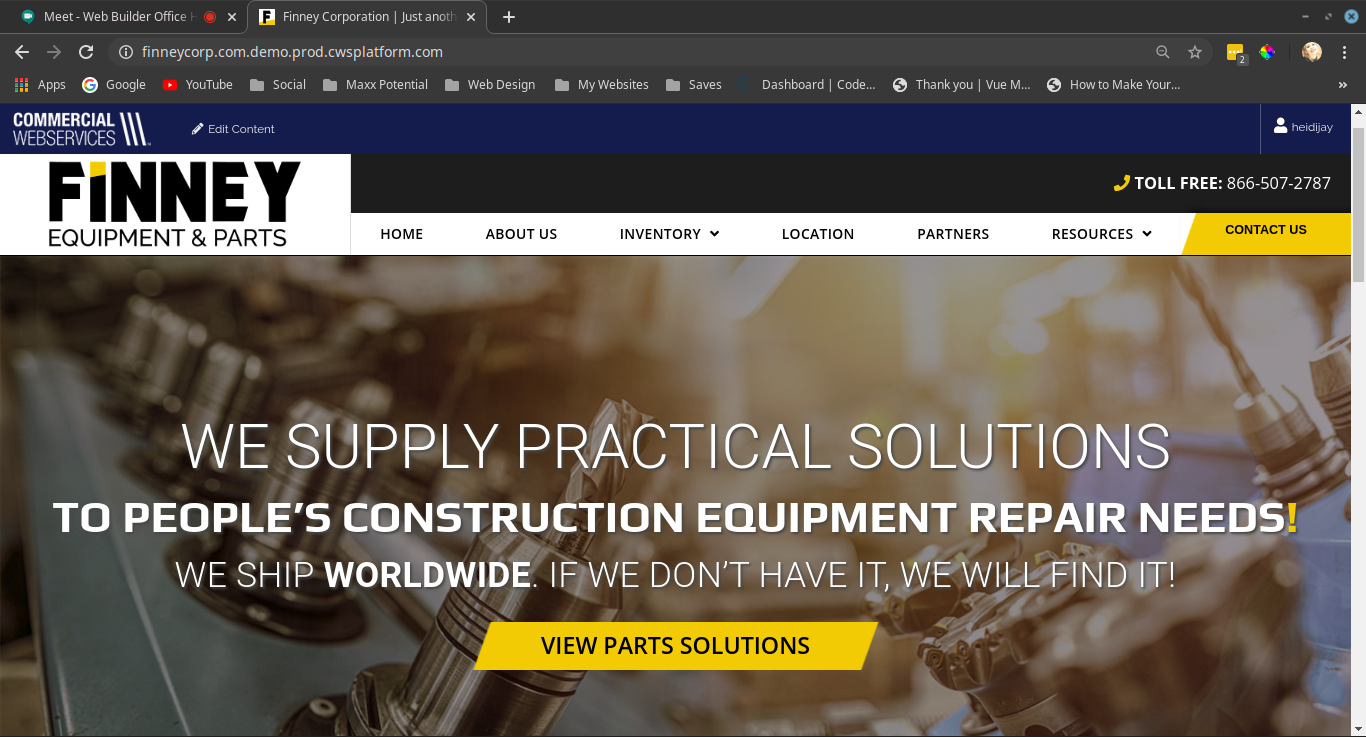 Meet - Web Builder Office H
Finney Corporation | Just anoth
finneycorp.com.demo.prod.cwsplatform.com
2
Apps
Google
YouTube
Social
Maxx Potential
Web Design
My Websites
Saves
Dashboard | Code...
Thank you | Vue M...
How to Make Your...
»
COMMERCIAL
WEBSERVICES
Edit Content
heidijay
FiNNEY
EQUIPMENT & PARTS
TOLL FREE: 866-507-2787
HOME
ABOUT US
INVENTORY
LOCATION
PARTNERS
RESOURCES
CONTACT US
WE SUPPLY PRACTICAL SOLUTIONS
TO PEOPLE’S CONSTRUCTION EQUIPMENT REPAIR NEEDS!
WE SHIP WORLDWIDE. IF WE DON’T HAVE IT, WE WILL FIND IT!
VIEW PARTS SOLUTIONS